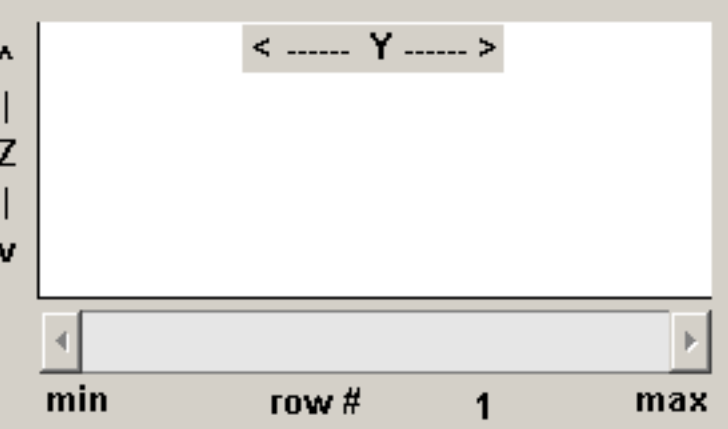 < ------ Y ------ >
^
|
Z
|
v
min row # 1 max